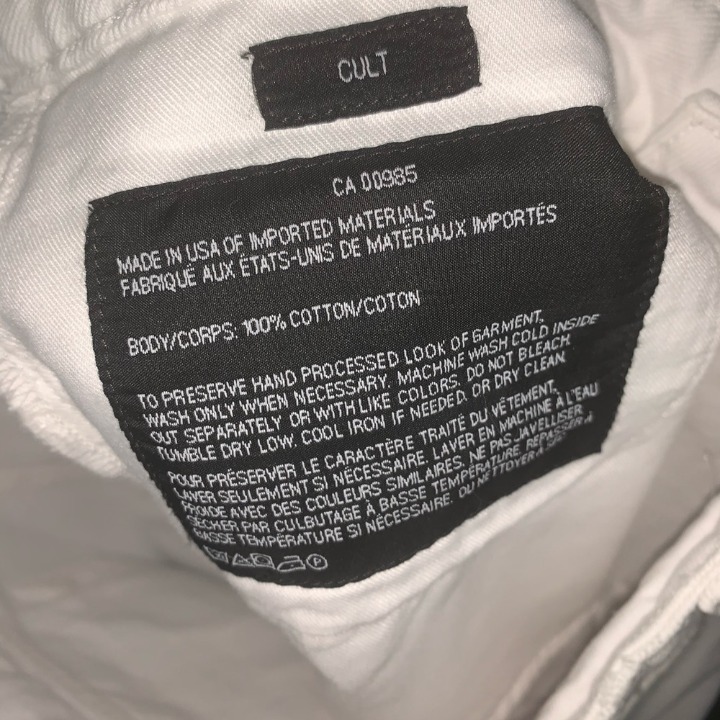 CULT
CA 00985
MADE IN USA OF IMPORTED MATERIALS
FABRIQUÉ AUX ÉTATS-UNIS DE MATÉRIAUX IMPORTÉS
BODY/CORPS: 100% COTTON/COTON
TO PRESERVE HAND PROCESSED LOOK OF GARMENT,
WASH ONLY WHEN NECESSARY. MACHINE WASH COLD INSIDE
OUT SEPARATELY OR WITH LIKE COLORS. DO NOT BLEACH.
TUMBLE DRY LOW. COOL IRON IF NEEDED. OR DRY CLEAN.
POUR PRÉSERVER LE CARACTÈRE TRAITÉ DU VÊTEMENT,
LAVER SEULEMENT SI NÉCESSAIRE. LAVER EN MACHINE À L'EAU
FROIDE AVEC DES COULEURS SIMILAIRES. NE PAS JAVELLISER.
SÉCHER PAR CULBUTAGE À BASSE TEMPÉRATURE. REPASSER À
BASSE TEMPÉRATURE SI NÉCESSAIRE. OU NETTOYER À
P